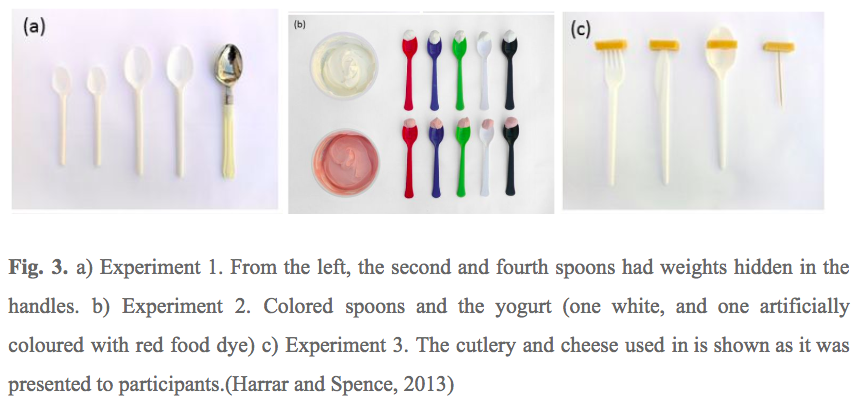 (a)
(b)
(c)
Fig. 3. a) Experiment 1. From the left, the second and fourth spoons had weights hidden in the
handles. b) Experiment 2. Colored spoons and the yogurt (one white, and one artificially
coloured with red food dye) c) Experiment 3. The cutlery and cheese used in is shown as it was
presented to participants.(Harrar and Spence, 2013)